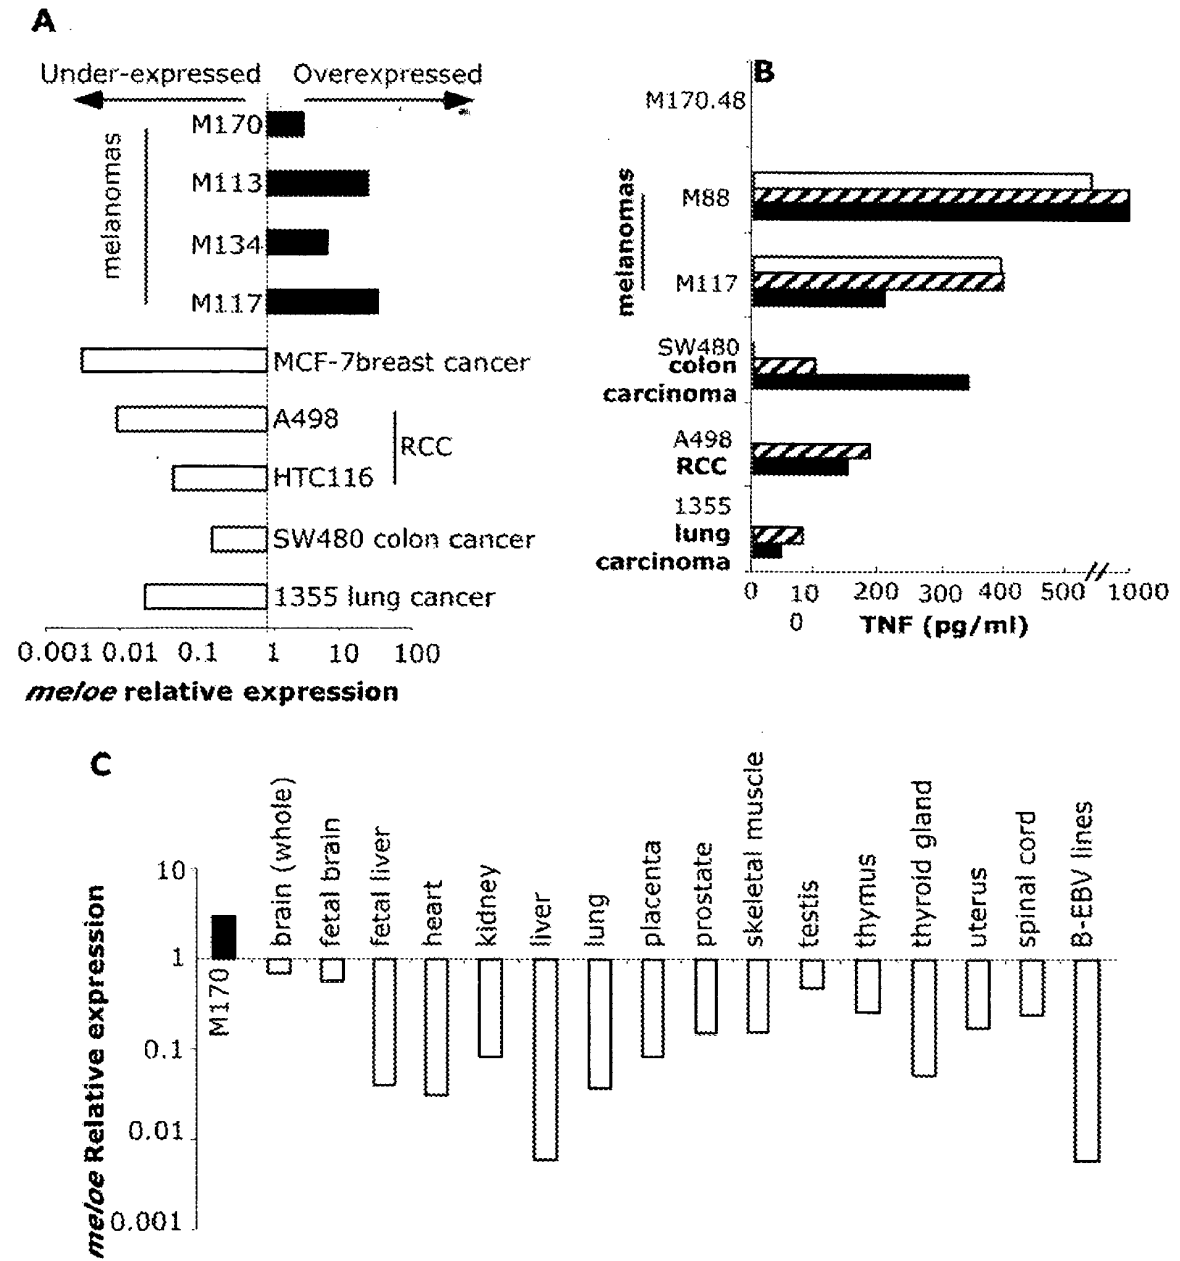 A
Under-expressed Overexpressed
M170
M113
M134
M117
melanomas
MCF-7breast cancer
A498
HTC116
RCC
SW480 colon cancer
1355 lung cancer
0.001 0.01 0.1 1 10 100
meloe relative expression
B
M170.48
M88
M117
melanomas
SW480
colon
carcinoma
A498
RCC
1355
lung
carcinoma
0 10 200 300 400 500 1000
0 TNF (pg/ml)
C
brain (whole)
fetal brain
fetal liver
heart
kidney
liver
lung
placenta
prostate
skeletal muscle
testis
thymus
thyroid gland
uterus
spinal cord
B-EBV lines
M170
10
1
0.1
0.01
0.001
meloe Relative expression